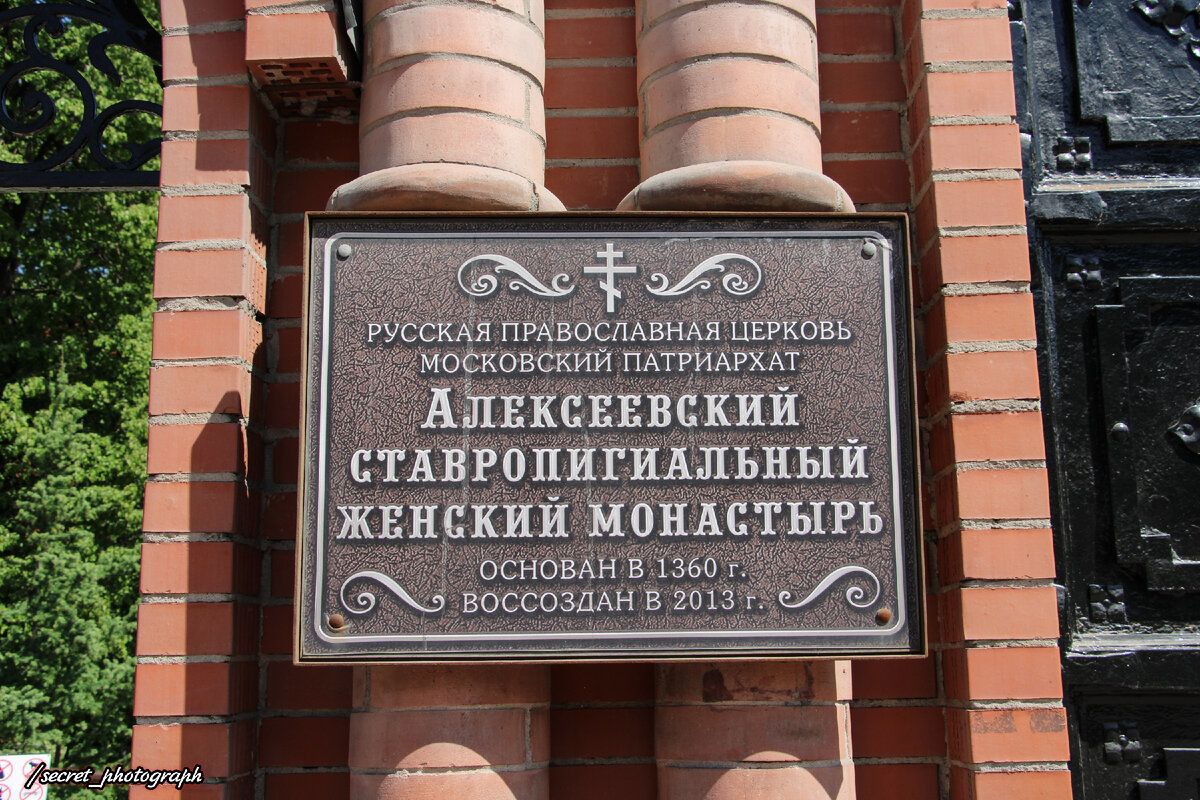 РУССКАЯ ПРАВОСЛАВНАЯ ЦЕРКОВЬ
МОСКОВСКИЙ ПАТРИАРХАТ
АЛЕКСЕЕВСКИЙ
СТАВРОПИГИАЛЬНЫЙ
ЖЕНСКИЙ МОНАСТЫРЬ
ОСНОВАН В 1360 г.
ВОССОЗДАН В 2013 г.
/secret_photograph